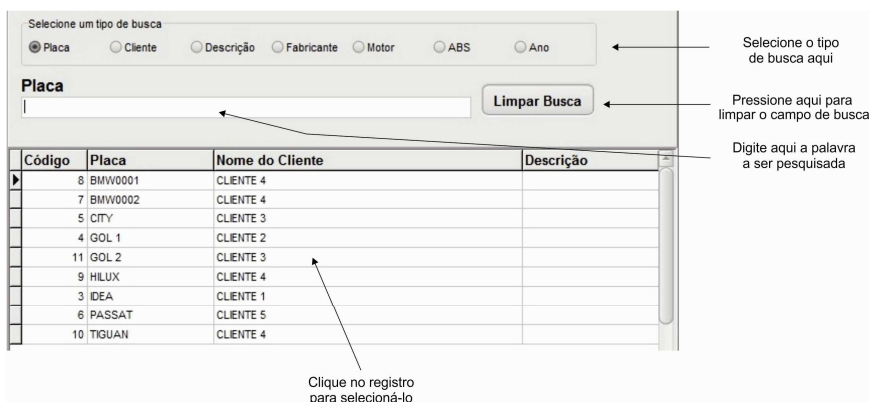 Selecione um tipo de busca
Placa Cliente Descrição Fabricante Motor ABS Ano
Selecione o tipo
de busca aqui
Placa
Limpar Busca
Pressione aqui para
limpar o campo de busca
Digite aqui a palavra
a ser pesquisada
Código Placa Nome do Cliente Descrição
8 BMW0001 CLIENTE 4
7 BMW0002 CLIENTE 4
5 CITY CLIENTE 3
4 GOL 1 CLIENTE 2
11 GOL 2 CLIENTE 3
9 HILUX CLIENTE 4
3 IDEA CLIENTE 1
6 PASSAT CLIENTE 5
10 TIGUAN CLIENTE 4
Clique no registro
para selecioná-lo